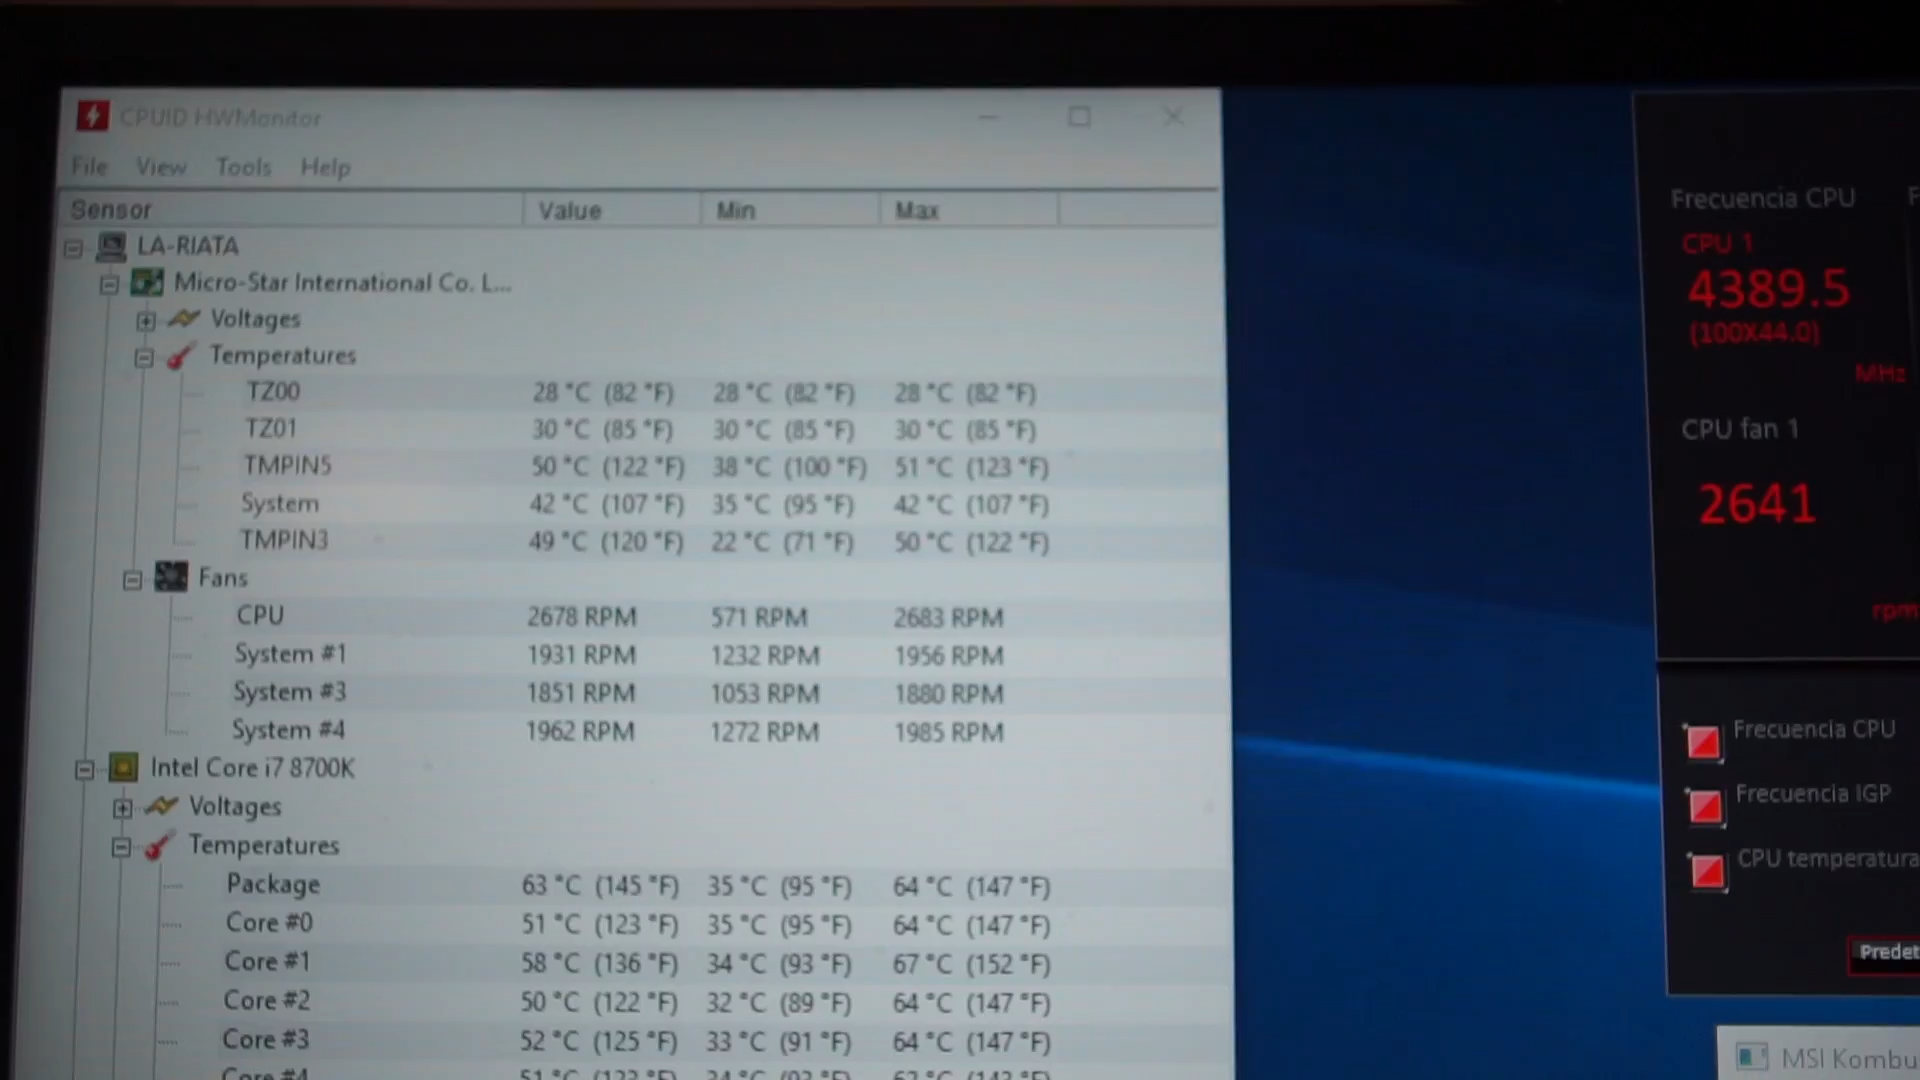 CPUID HWMonitor
File View Tools Help
Sensor Value Min Max
LA-RIATA
Micro-Star International Co. L...
Voltages
Temperatures
TZ00 28 °C (82 °F) 28 °C (82 °F) 28 °C (82 °F)
TZ01 30 °C (85 °F) 30 °C (85 °F) 30 °C (85 °F)
TMPIN5 50 °C (122 °F) 38 °C (100 °F) 51 °C (123 °F)
System 42 °C (107 °F) 35 °C (95 °F) 42 °C (107 °F)
TMPIN3 49 °C (120 °F) 22 °C (71 °F) 50 °C (122 °F)
Fans
CPU 2678 RPM 571 RPM 2683 RPM
System #1 1931 RPM 1232 RPM 1956 RPM
System #3 1851 RPM 1053 RPM 1880 RPM
System #4 1962 RPM 1272 RPM 1985 RPM
Intel Core i7 8700K
Voltages
Temperatures
Package 63 °C (145 °F) 35 °C (95 °F) 64 °C (147 °F)
Core #0 51 °C (123 °F) 35 °C (95 °F) 64 °C (147 °F)
Core #1 58 °C (136 °F) 34 °C (93 °F) 67 °C (152 °F)
Core #2 50 °C (122 °F) 32 °C (89 °F) 64 °C (147 °F)
Core #3 52 °C (125 °F) 33 °C (91 °F) 64 °C (147 °F)
Core #4
Frecuencia CPU
CPU 1
4389.5
(100X44.0)
MHz
CPU fan 1
2641
rpm
Frecuencia CPU
Frecuencia IGP
CPU temperatura
Predet
MSI Kombu